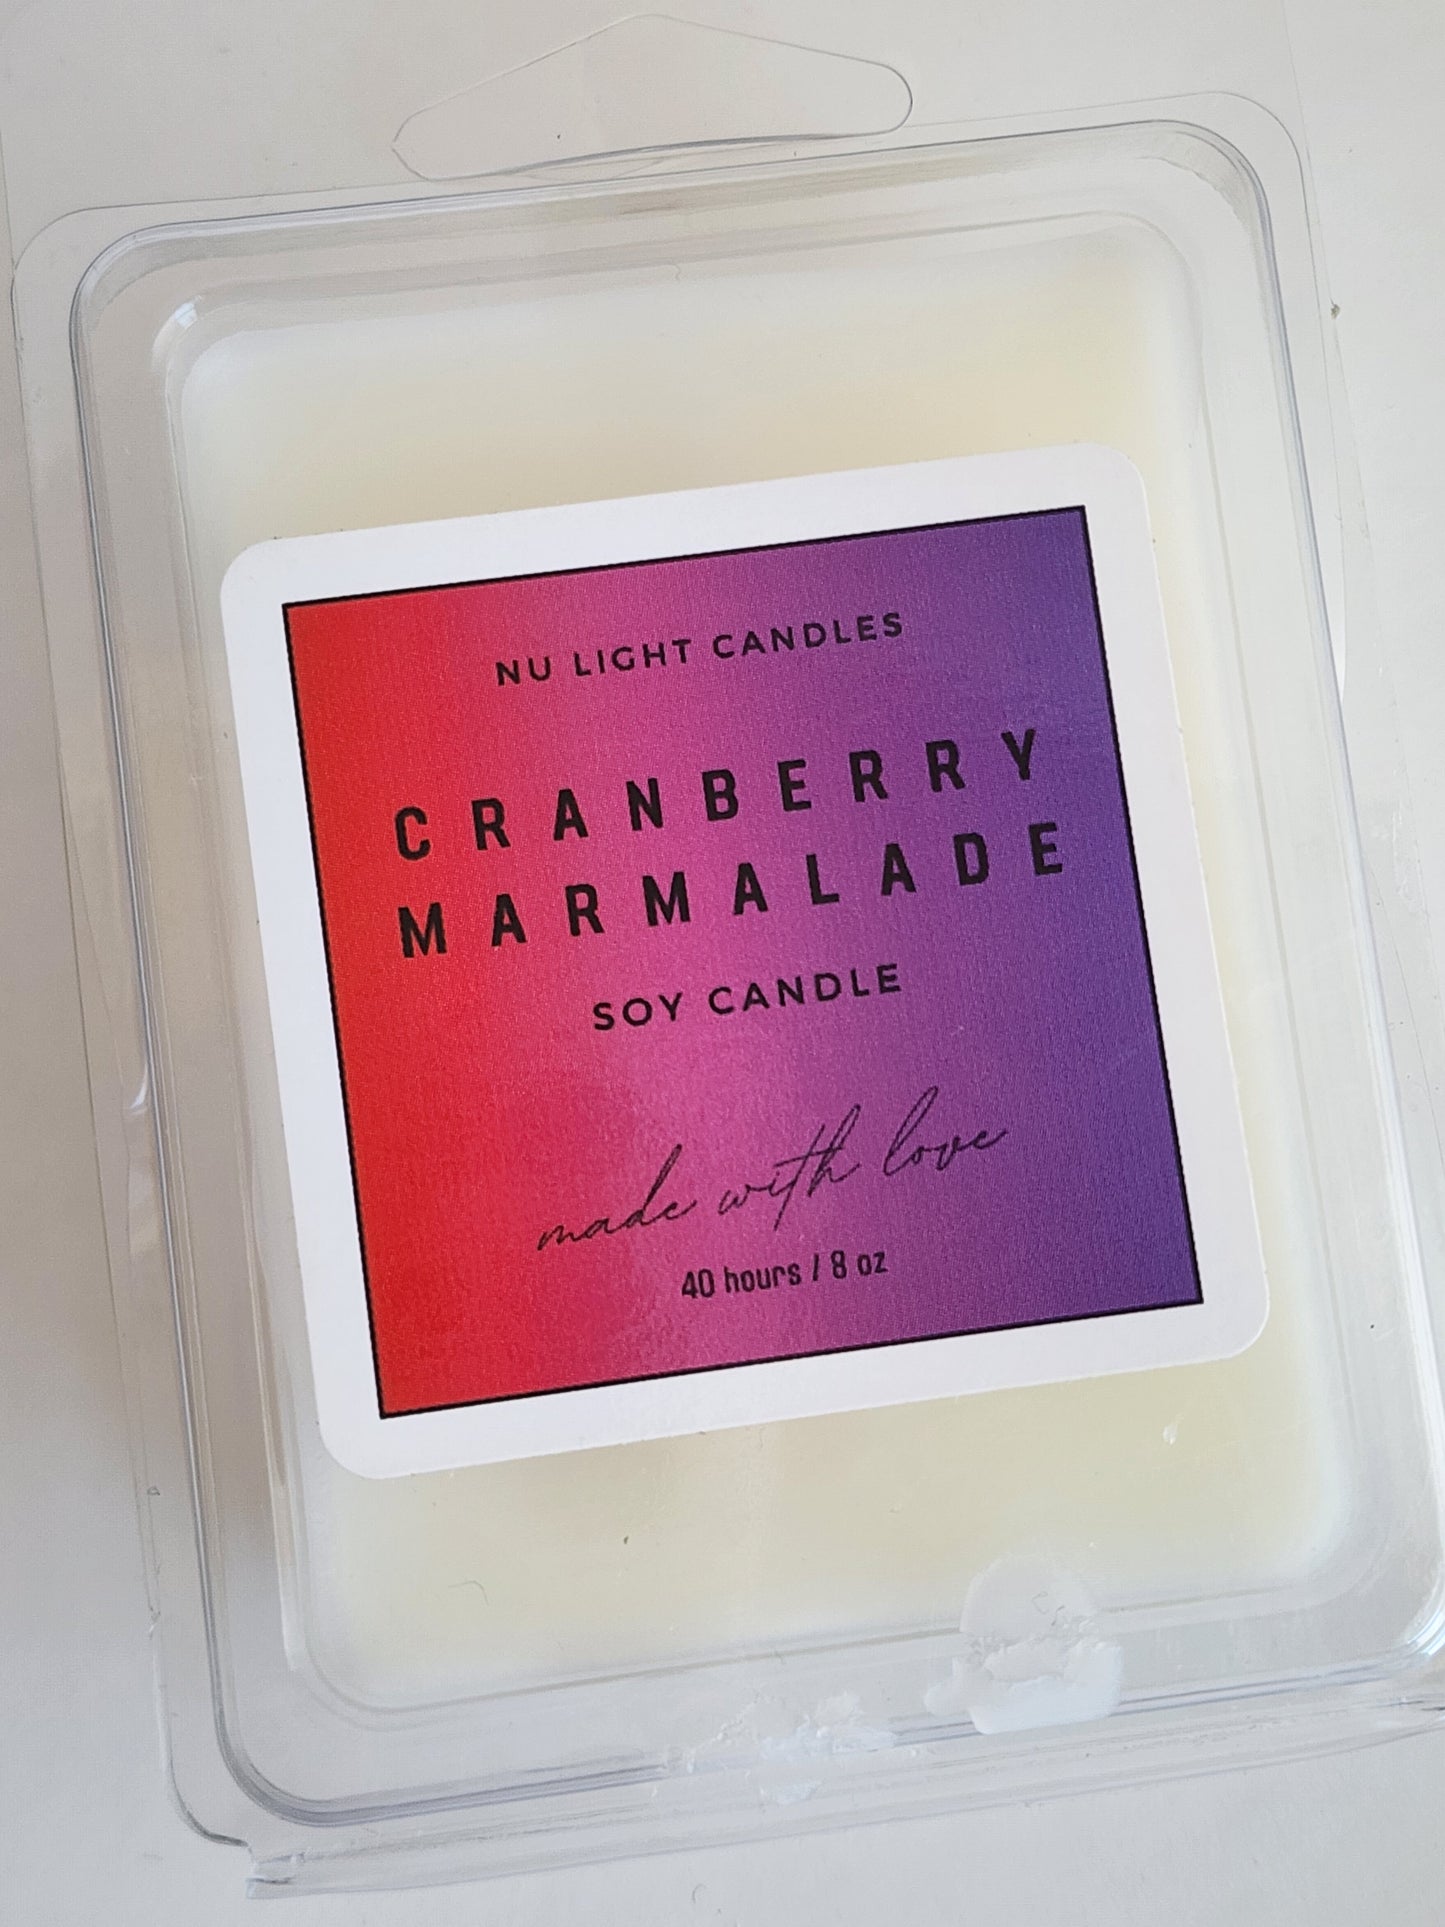 NU LIGHT CANDLES
CRANBERRY
MARMALADE
SOY CANDLE
made with love
40 hours / 8 oz